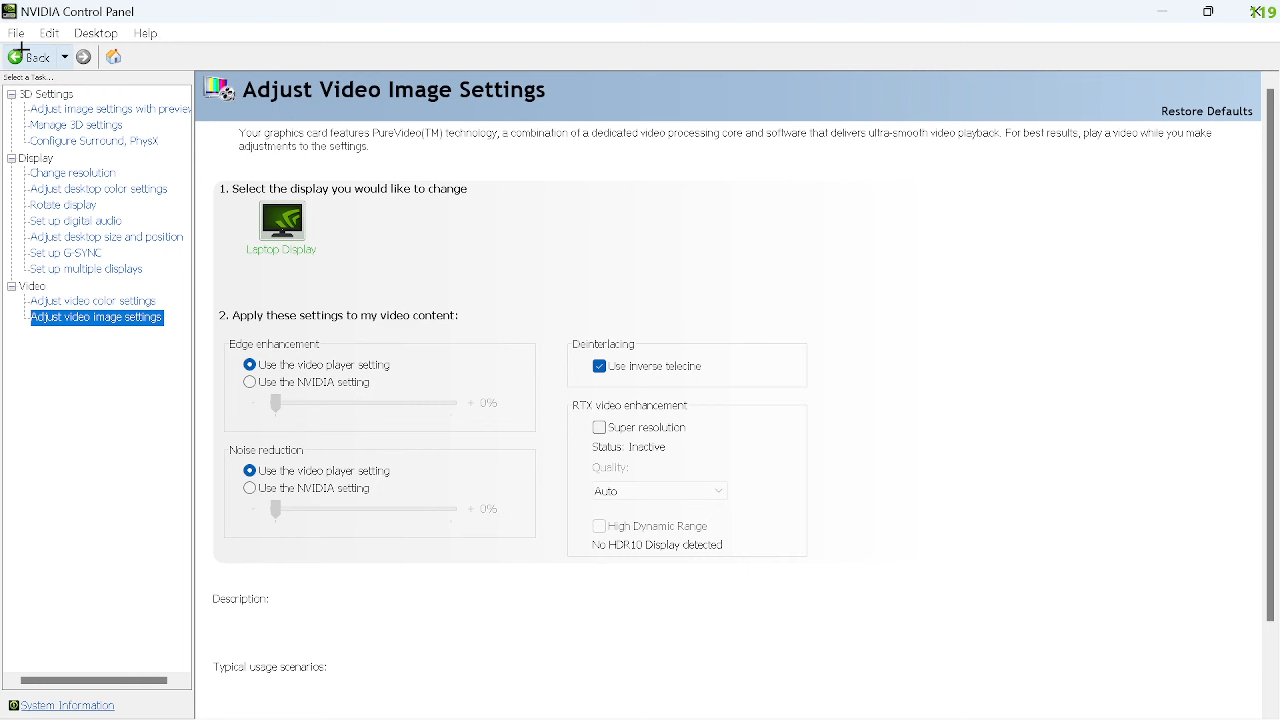 NVIDIA Control Panel
119
File Edit Desktop Help
Back
Select a Task...
3D Settings
Adjust image settings with preview
Manage 3D settings
Configure Surround, PhysX
Display
Change resolution
Adjust desktop color settings
Rotate display
Set up digital audio
Adjust desktop size and position
Set up G-SYNC
Set up multiple displays
Video
Adjust video color settings
Adjust video image settings
System Information
Adjust Video Image Settings
Restore Defaults
Your graphics card features PureVideo(TM) technology, a combination of a dedicated video processing core and software that delivers ultra-smooth video playback. For best results, play a video while you make
adjustments to the settings.
1. Select the display you would like to change
Laptop Display
2. Apply these settings to my video content:
Edge enhancement
Use the video player setting
Use the NVIDIA setting
- + 0%
Noise reduction
Use the video player setting
Use the NVIDIA setting
- + 0%
Deinterlacing
Use inverse telecine
RTX video enhancement
Super resolution
Status: Inactive
Quality:
Auto
High Dynamic Range
No HDR10 Display detected
Description:
Typical usage scenarios: